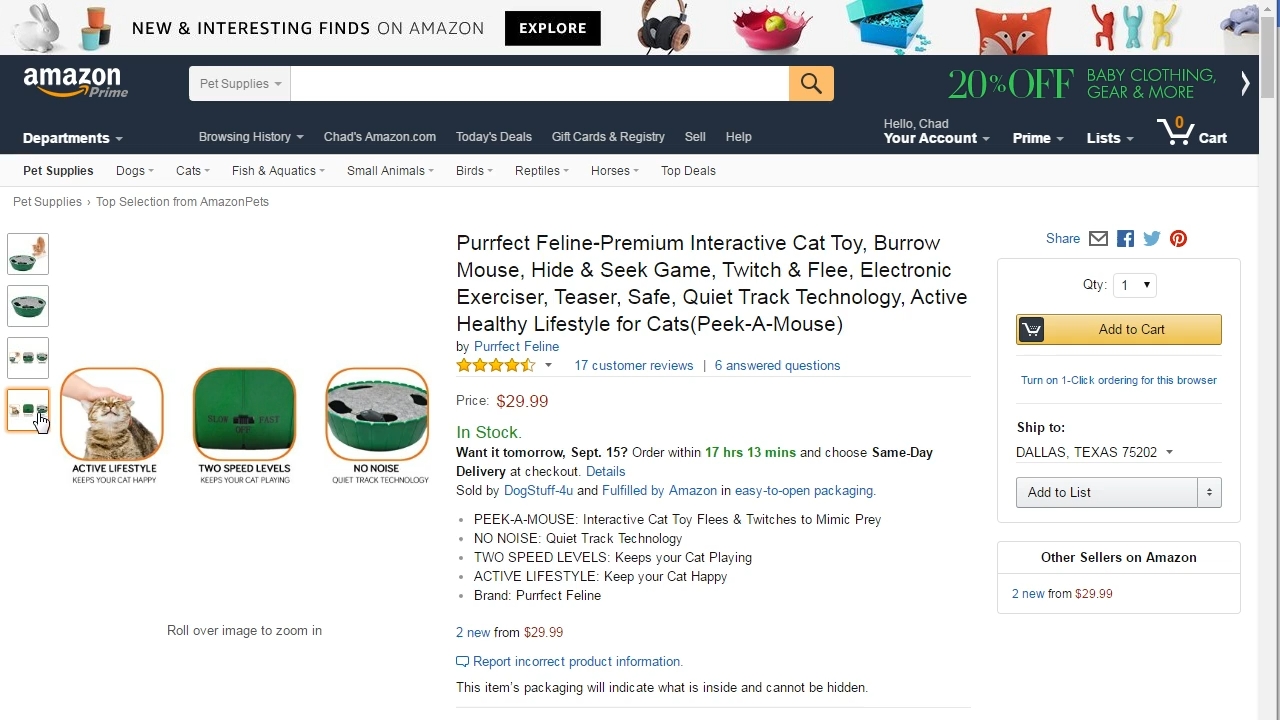 NEW & INTERESTING FINDS ON AMAZON EXPLORE
amazon Prime
Pet Supplies
20% OFF BABY CLOTHING, GEAR & MORE
Departments
Browsing History Chad's Amazon.com Today's Deals Gift Cards & Registry Sell Help
Hello, Chad
Your Account Prime Lists 0 Cart
Pet Supplies Dogs Cats Fish & Aquatics Small Animals Birds Reptiles Horses Top Deals
Pet Supplies › Top Selection from AmazonPets
Purrfect Feline-Premium Interactive Cat Toy, Burrow
Mouse, Hide & Seek Game, Twitch & Flee, Electronic
Exerciser, Teaser, Safe, Quiet Track Technology, Active
Healthy Lifestyle for Cats(Peek-A-Mouse)
by Purrfect Feline
17 customer reviews | 6 answered questions
Price: $29.99
In Stock.
Want it tomorrow, Sept. 15? Order within 17 hrs 13 mins and choose Same-Day
Delivery at checkout. Details
Sold by DogStuff-4u and Fulfilled by Amazon in easy-to-open packaging.
• PEEK-A-MOUSE: Interactive Cat Toy Flees & Twitches to Mimic Prey
• NO NOISE: Quiet Track Technology
• TWO SPEED LEVELS: Keeps your Cat Playing
• ACTIVE LIFESTYLE: Keep your Cat Happy
• Brand: Purrfect Feline
2 new from $29.99
Report incorrect product information.
This item's packaging will indicate what is inside and cannot be hidden.
SLOW FAST
OFF
ACTIVE LIFESTYLE
KEEPS YOUR CAT HAPPY
TWO SPEED LEVELS
KEEPS YOUR CAT PLAYING
NO NOISE
QUIET TRACK TECHNOLOGY
Roll over image to zoom in
Share
Qty: 1
Add to Cart
Turn on 1-Click ordering for this browser
Ship to:
DALLAS, TEXAS 75202
Add to List
Other Sellers on Amazon
2 new from $29.99